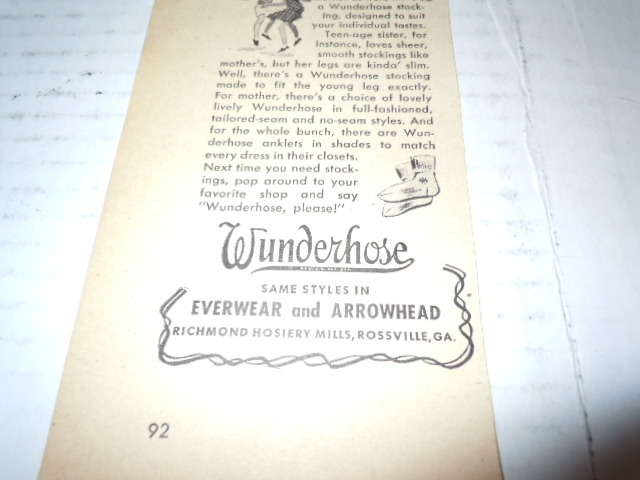 a Wunderhose stock-
ing, designed to suit
your individual tastes.
Teen-age sister, for
instance, loves sheer,
smooth stockings like
mother's, but her legs are kinda' slim.
Well, there's a Wunderhose stocking
made to fit the young leg exactly.
For mother, there's a choice of lovely
lively Wunderhose in full-fashioned,
tailored-seam and no-seam styles. And
for the whole bunch, there are Wun-
derhose anklets in shades to match
every dress in their closets.
Next time you need stock-
ings, pop around to your
favorite shop and say
"Wunderhose, please!"
Wunderhose
SAME STYLES IN
EVERWEAR and ARROWHEAD
RICHMOND HOSIERY MILLS, ROSSVILLE, GA.
92